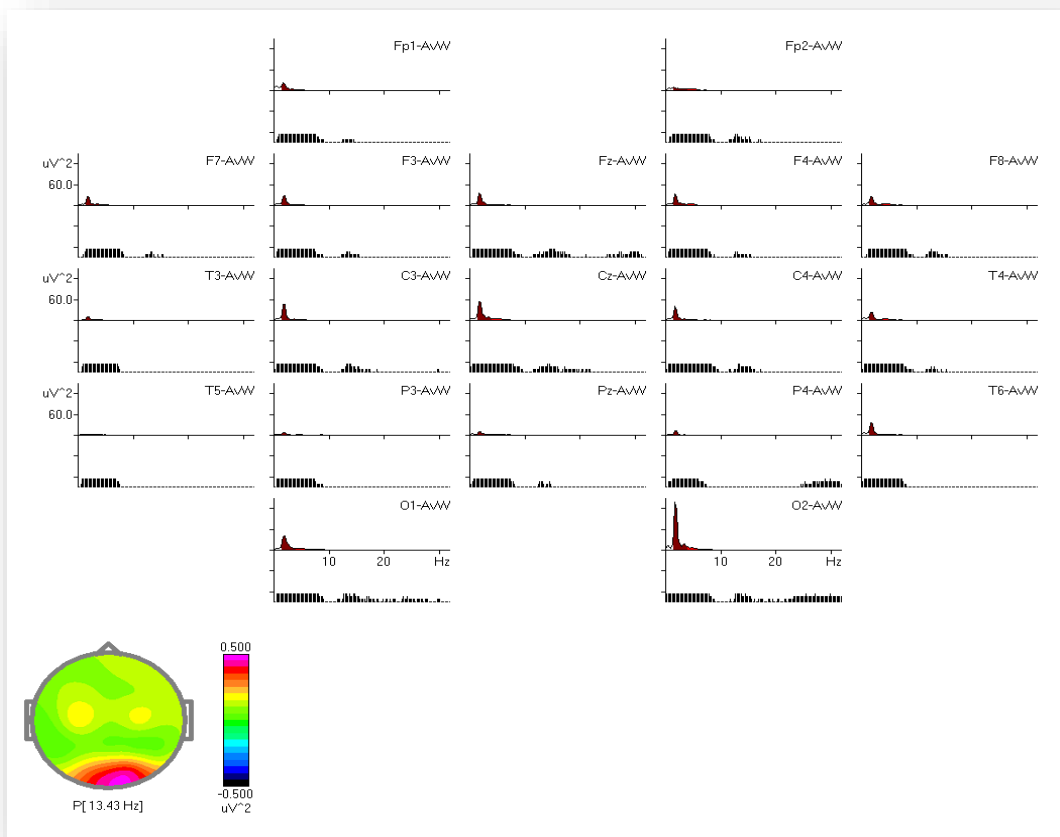 Fp1-AvW
Fp2-AvW
uV^2
60.0
F7-AvW
F3-AvW
Fz-AvW
F4-AvW
F8-AvW
uV^2
60.0
T3-AvW
C3-AvW
Cz-AvW
C4-AvW
T4-AvW
uV^2
60.0
T5-AvW
P3-AvW
Pz-AvW
P4-AvW
T6-AvW
O1-AvW
10 20 Hz
O2-AvW
10 20 Hz
0.500
-0.500
uV^2
P[ 13.43 Hz]